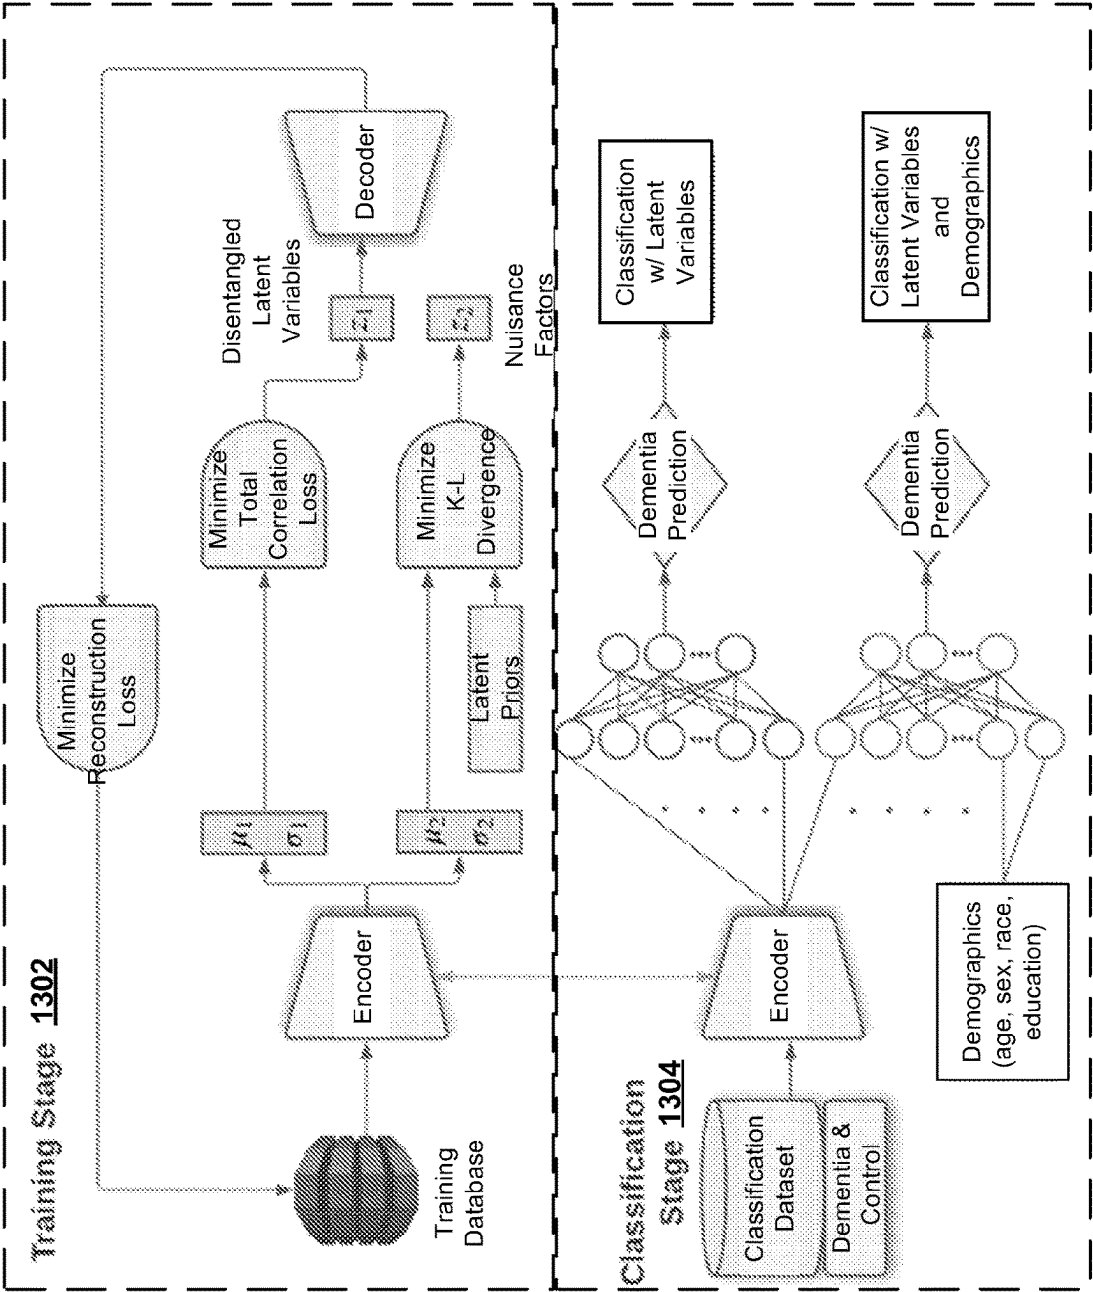 Training Stage 1302
Training
Database
Encoder
μ1
σ1
μ2
σ2
Minimize
Reconstruction
Loss
Latent
Priors
Minimize
Total
Correlation
Loss
Minimize
K-L
Divergence
Disentangled
Latent
Variables
z1
z2
Nuisance
Factors
Decoder
Classification
Stage 1304
Classification
Dataset
Dementia &
Control
Encoder
Demographics
(age, sex, race,
education)
Dementia
Prediction
Dementia
Prediction
Classification
w/ Latent
Variables
Classification w/
Latent Variables
and
Demographics